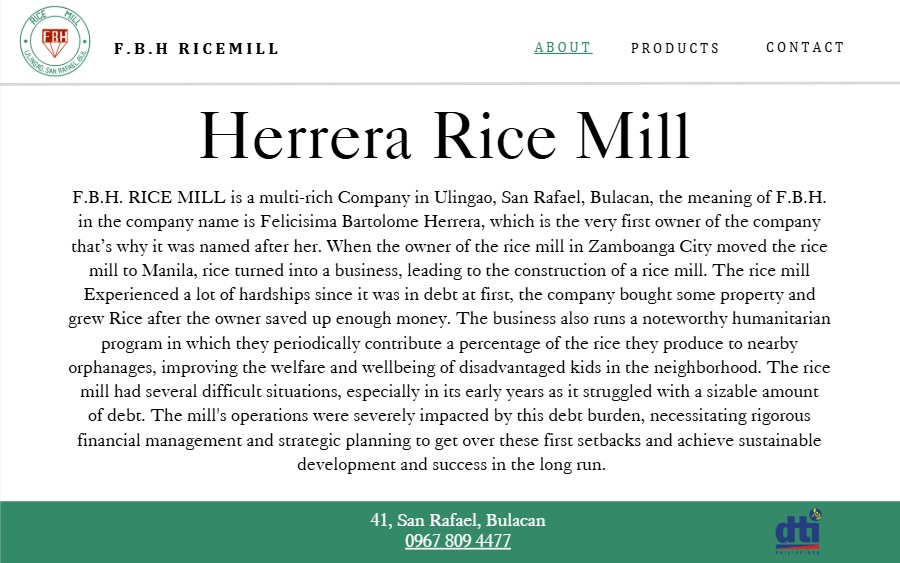 RICE MILL
FBH
ULINGAO, SAN RAFAEL, BUL.
F.B.H RICEMILL
ABOUT
PRODUCTS
CONTACT
Herrera Rice Mill
F.B.H. RICE MILL is a multi-rich Company in Ulingao, San Rafael, Bulacan, the meaning of F.B.H.
in the company name is Felicisima Bartolome Herrera, which is the very first owner of the company
that’s why it was named after her. When the owner of the rice mill in Zamboanga City moved the rice
mill to Manila, rice turned into a business, leading to the construction of a rice mill. The rice mill
Experienced a lot of hardships since it was in debt at first, the company bought some property and
grew Rice after the owner saved up enough money. The business also runs a noteworthy humanitarian
program in which they periodically contribute a percentage of the rice they produce to nearby
orphanages, improving the welfare and wellbeing of disadvantaged kids in the neighborhood. The rice
mill had several difficult situations, especially in its early years as it struggled with a sizable amount
of debt. The mill's operations were severely impacted by this debt burden, necessitating rigorous
financial management and strategic planning to get over these first setbacks and achieve sustainable
development and success in the long run.
41, San Rafael, Bulacan
0967 809 4477
dti
PHILIPPINES